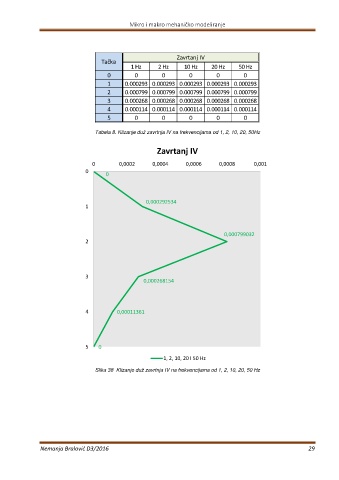 Mikro i makro mehaničko modeliranje
Tačka Zavrtanj IV
1 Hz 2 Hz 10 Hz 20 Hz 50 Hz
0 0 0 0 0 0
1 0.000293 0.000293 0.000293 0.000293 0.000293
2 0.000799 0.000799 0.000799 0.000799 0.000799
3 0.000268 0.000268 0.000268 0.000268 0.000268
4 0.000114 0.000114 0.000114 0.000114 0.000114
5 0 0 0 0 0
Tabela 8. Klizanje duž zavrtnja IV na frekvencijama od 1, 2, 10, 20, 50Hz
Zavrtanj IV
0 0,0002 0,0004 0,0006 0,0008 0,001
0 0
1 0,000293534
2 0,000799032
3 0,000268154
4 0,00011361
5 0
1, 2, 10, 20 I 50 Hz
Slika 38 Klizanje duž zavrtnja IV na frekvencijama od 1, 2, 10, 20, 50 Hz
Nemanja Bralović D3/2016 29